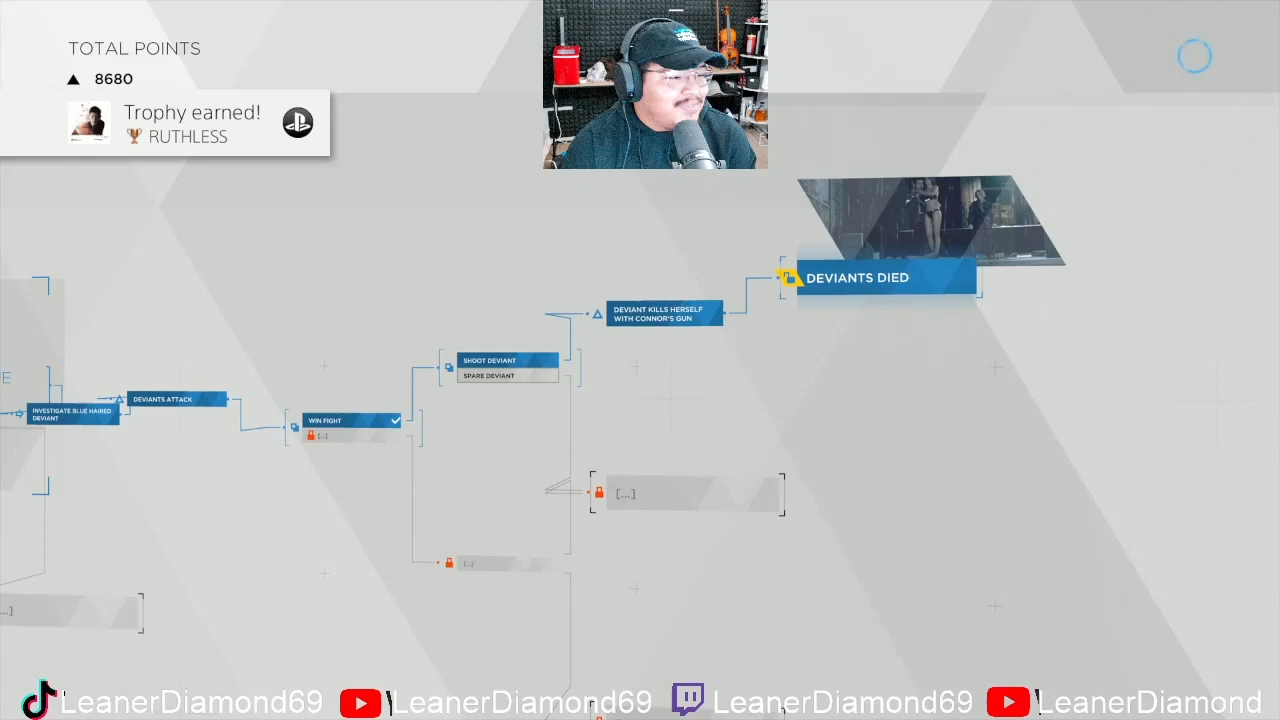 TOTAL POINTS
8680
Trophy earned!
RUTHLESS
DEVIANTS DIED
DEVIANT KILLS HERSELF
WITH CONNOR'S GUN
SHOOT DEVIANT
SPARE DEVIANT
E
DEVIANTS ATTACK
INVESTIGATE BLUE HAIRED
DEVIANT
WIN FIGHT
[...]
[...]
[...]
...]
LeanerDiamond69
LeanerDiamond69
LeanerDiamond69
LeanerDiamond